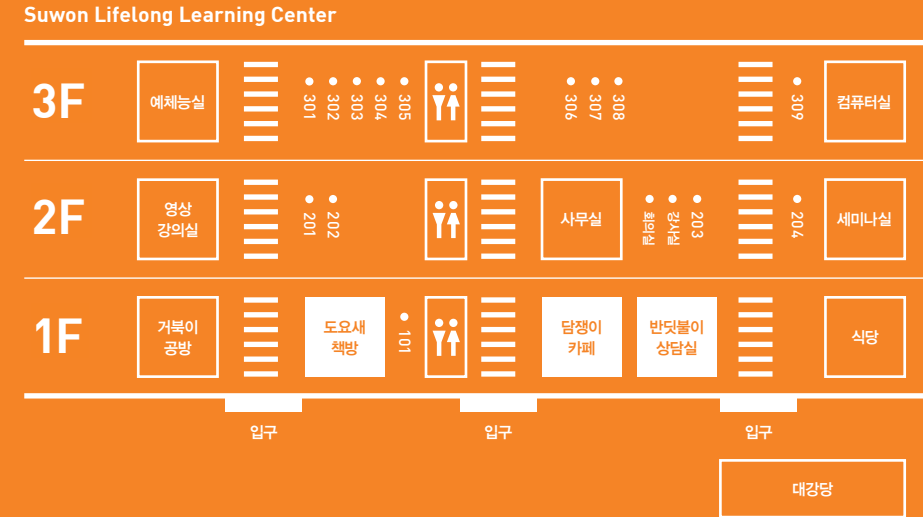 Suwon Lifelong Learning Center
3F
예체능실
301
302
303
304
305
306
307
308
309
컴퓨터실
2F
영상
강의실
201
202
사무실
회의실
강사실
203
204
세미나실
1F
거북이
공방
도요새
책방
101
담쟁이
카페
반딧불이
상담실
식당
입구
입구
입구
대강당